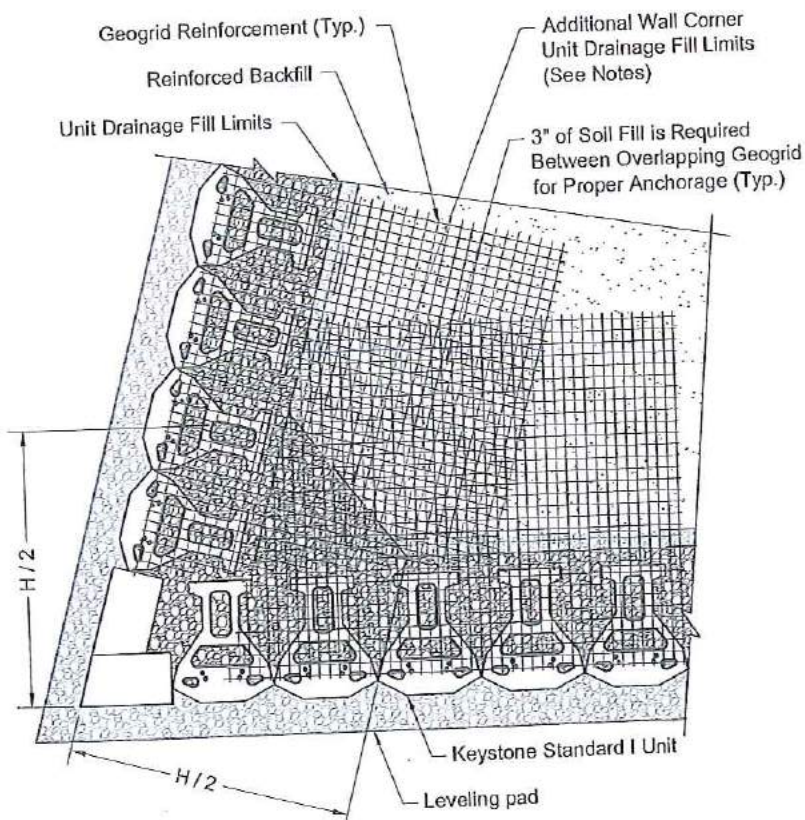 Geogrid Reinforcement (Typ.)
Reinforced Backfill
Unit Drainage Fill Limits
Additional Wall Corner
Unit Drainage Fill Limits
(See Notes)
3" of Soil Fill is Required
Between Overlapping Geogrid
for Proper Anchorage (Typ.)
H / 2
H / 2
Keystone Standard I Unit
Leveling pad